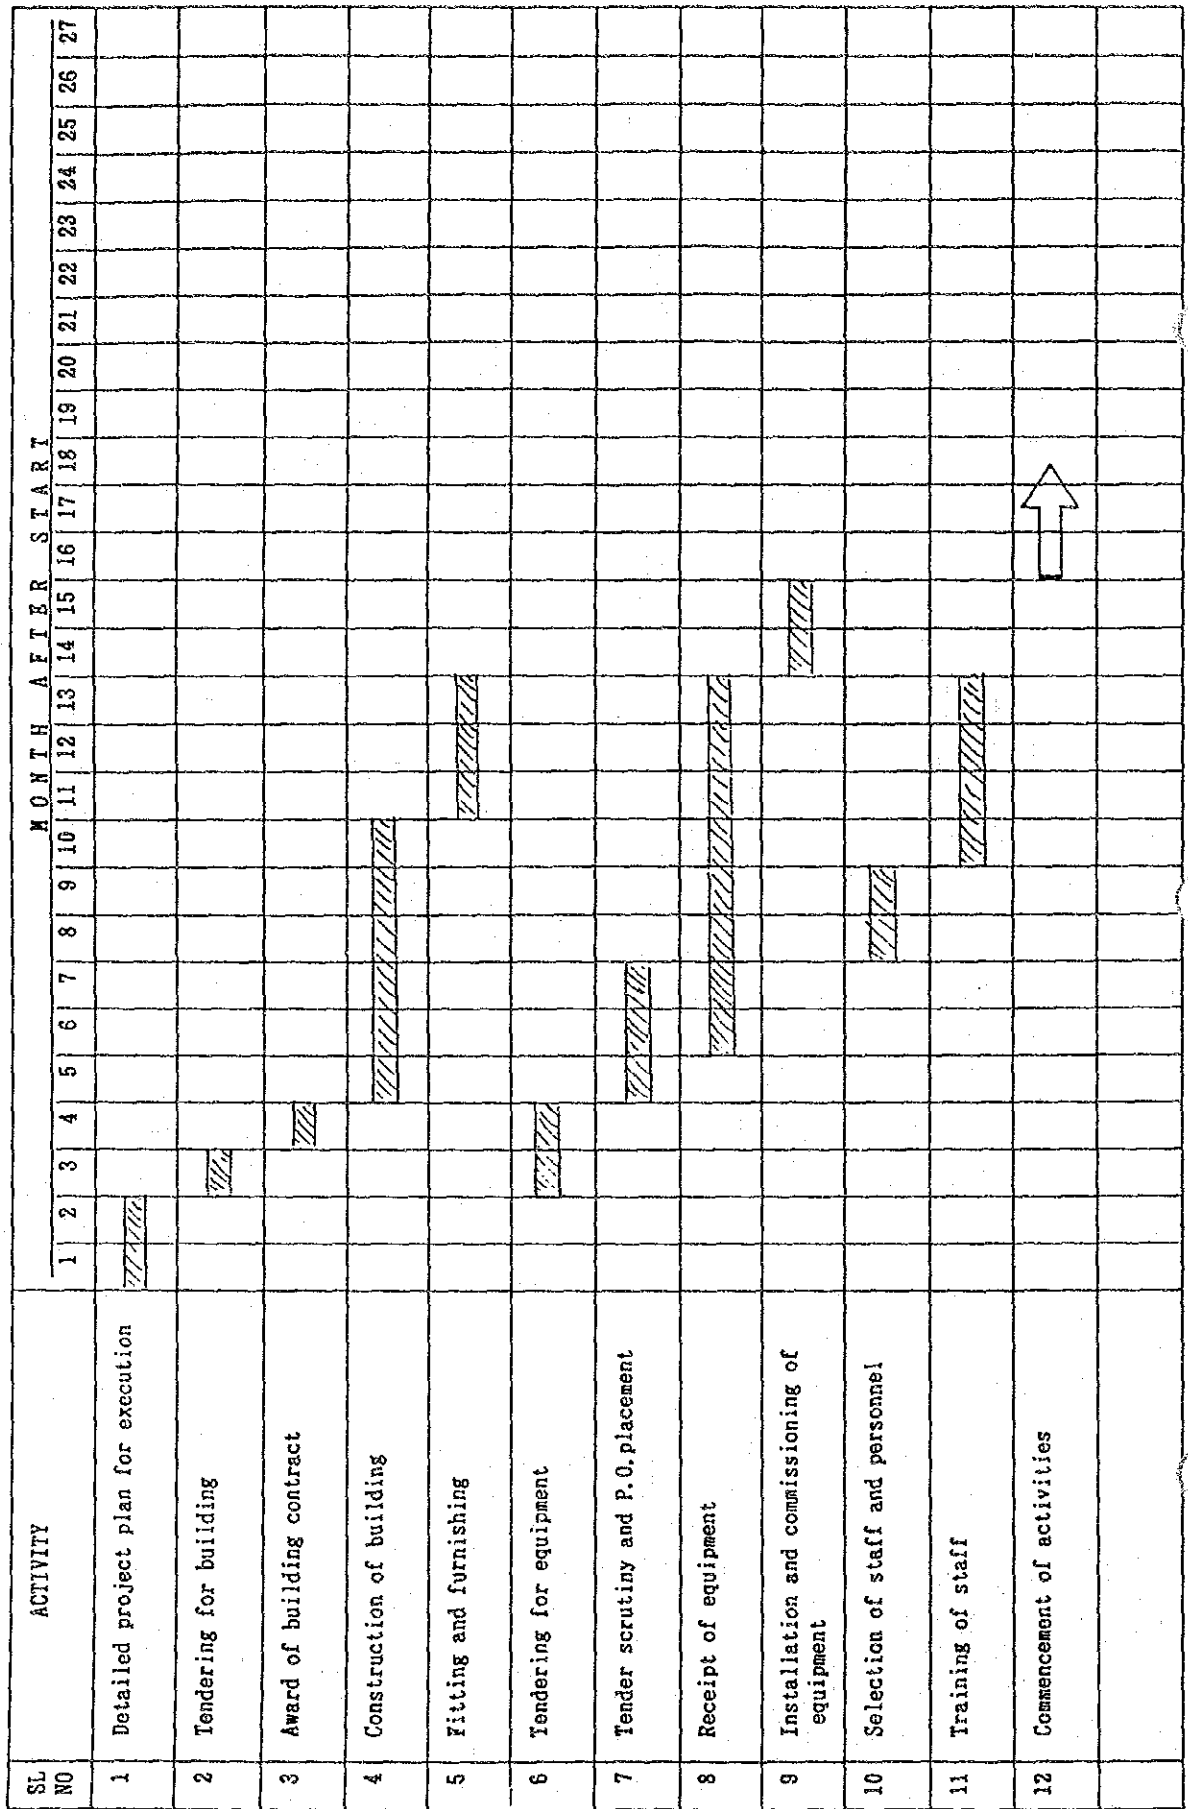 SL NO ACTIVITY MONTH AFTER START
1 2 3 4 5 6 7 8 9 10 11 12 13 14 15 16 17 18 19 20 21 22 23 24 25 26 27
1 Detailed project plan for execution
2 Tendering for building
3 Award of building contract
4 Construction of building
5 Fitting and furnishing
6 Tendering for equipment
7 Tender scrutiny and P.O.placement
8 Receipt of equipment
9 Installation and commissioning of
equipment
10 Selection of staff and personnel
11 Training of staff
12 Commencement of activities